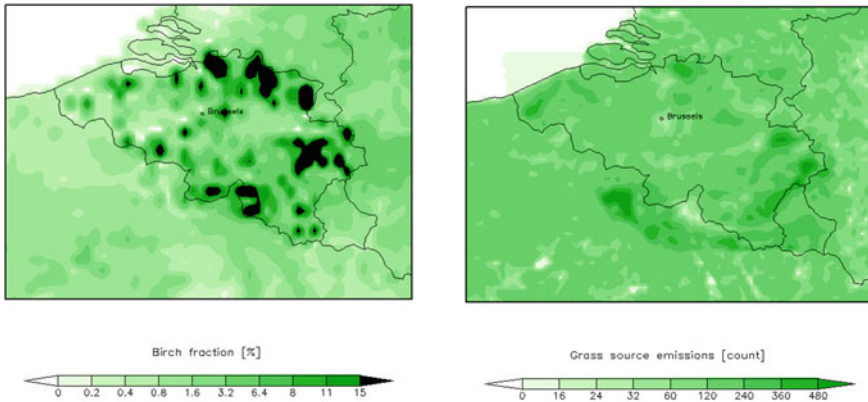 Brussels
Brussels
Birch fraction [%]
0 0.2 0.4 0.8 1.6 3.2 6.4 8 11 15
Grass source emissions [count]
0 16 24 32 60 120 240 360 480